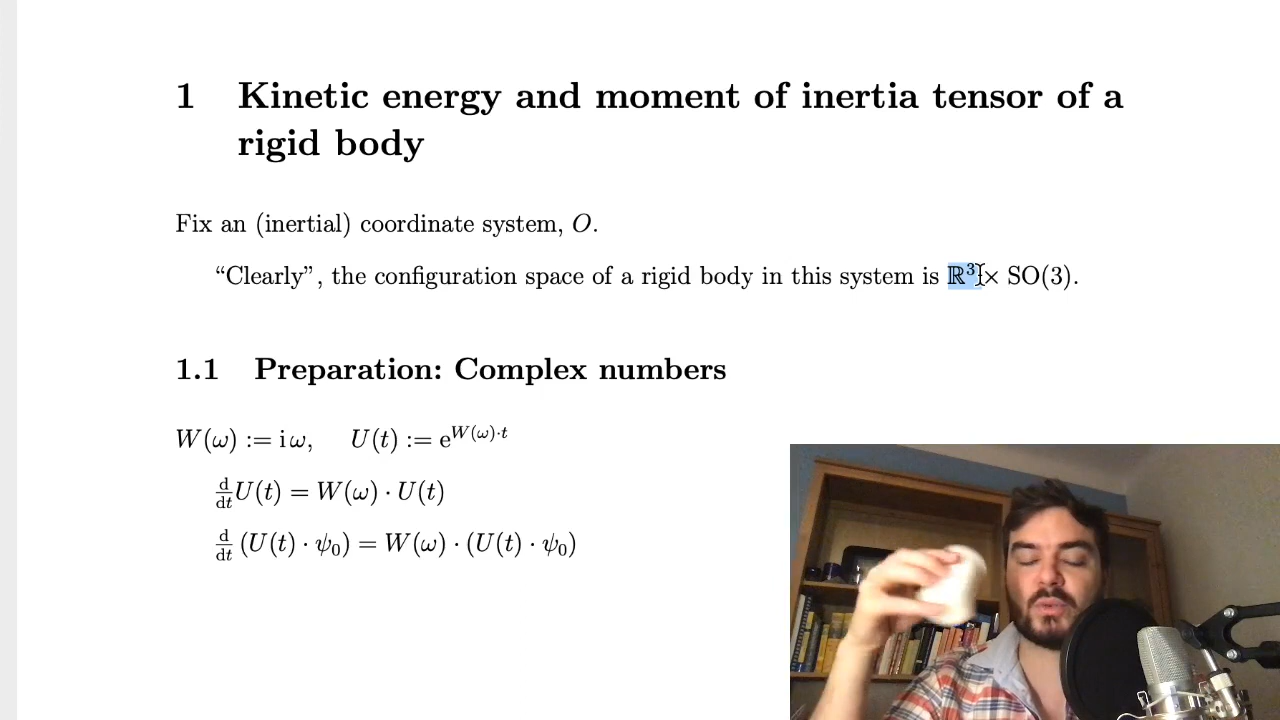 1 Kinetic energy and moment of inertia tensor of a
rigid body
Fix an (inertial) coordinate system, O.
“Clearly”, the configuration space of a rigid body in this system is ℝ³ × SO(3).
1.1 Preparation: Complex numbers
W(ω) := i ω, U(t) := e^{W(ω)·t}
d/dt U(t) = W(ω) · U(t)
d/dt (U(t) · ψ₀) = W(ω) · (U(t) · ψ₀)